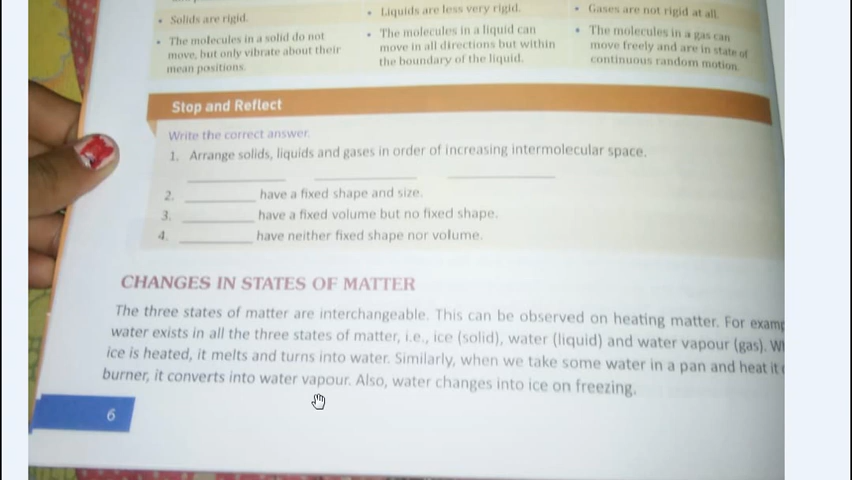 • Solids are rigid.
• Liquids are less very rigid.
• Gases are not rigid at all.
• The molecules in a solid do not
move, but only vibrate about their
mean positions.
• The molecules in a liquid can
move in all directions but within
the boundary of the liquid.
• The molecules in a gas can
move freely and are in state of
continuous random motion.
Stop and Reflect
Write the correct answer.
1. Arrange solids, liquids and gases in order of increasing intermolecular space.
2. ________ have a fixed shape and size.
3. ________ have a fixed volume but no fixed shape.
4. ________ have neither fixed shape nor volume.
CHANGES IN STATES OF MATTER
The three states of matter are interchangeable. This can be observed on heating matter. For examp
water exists in all the three states of matter, i.e., ice (solid), water (liquid) and water vapour (gas). W
ice is heated, it melts and turns into water. Similarly, when we take some water in a pan and heat it
burner, it converts into water vapour. Also, water changes into ice on freezing.
6